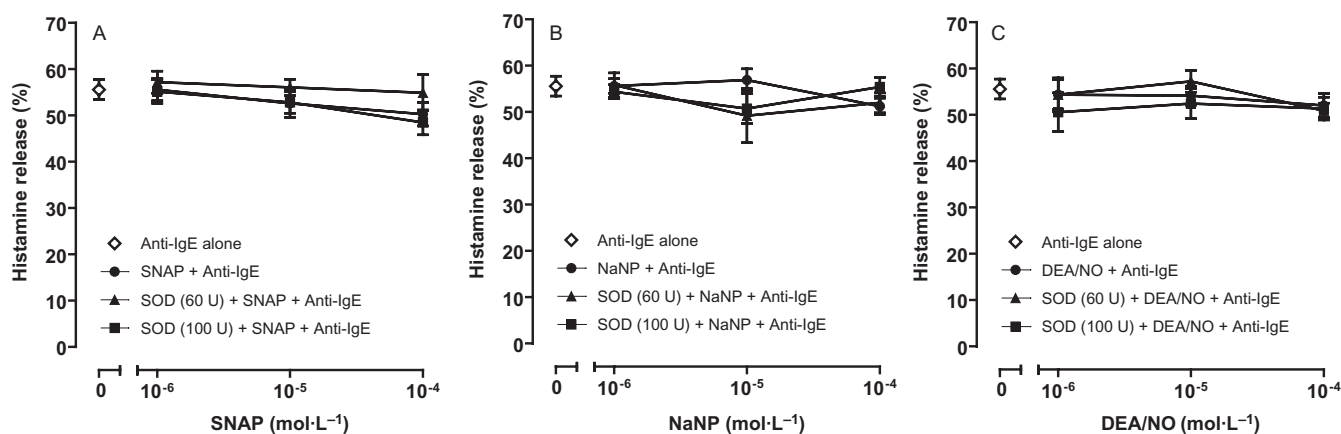 A
Histamine release (%)
70
60
50
40
30
20
10
0
Anti-IgE alone
SNAP + Anti-IgE
SOD (60 U) + SNAP + Anti-IgE
SOD (100 U) + SNAP + Anti-IgE
0 10⁻⁶ 10⁻⁵ 10⁻⁴
SNAP (mol·L⁻¹)
B
Histamine release (%)
70
60
50
40
30
20
10
0
Anti-IgE alone
NaNP + Anti-IgE
SOD (60 U) + NaNP + Anti-IgE
SOD (100 U) + NaNP + Anti-IgE
0 10⁻⁶ 10⁻⁵ 10⁻⁴
NaNP (mol·L⁻¹)
C
Histamine release (%)
70
60
50
40
30
20
10
0
Anti-IgE alone
DEA/NO + Anti-IgE
SOD (60 U) + DEA/NO + Anti-IgE
SOD (100 U) + DEA/NO + Anti-IgE
0 10⁻⁶ 10⁻⁵ 10⁻⁴
DEA/NO (mol·L⁻¹)